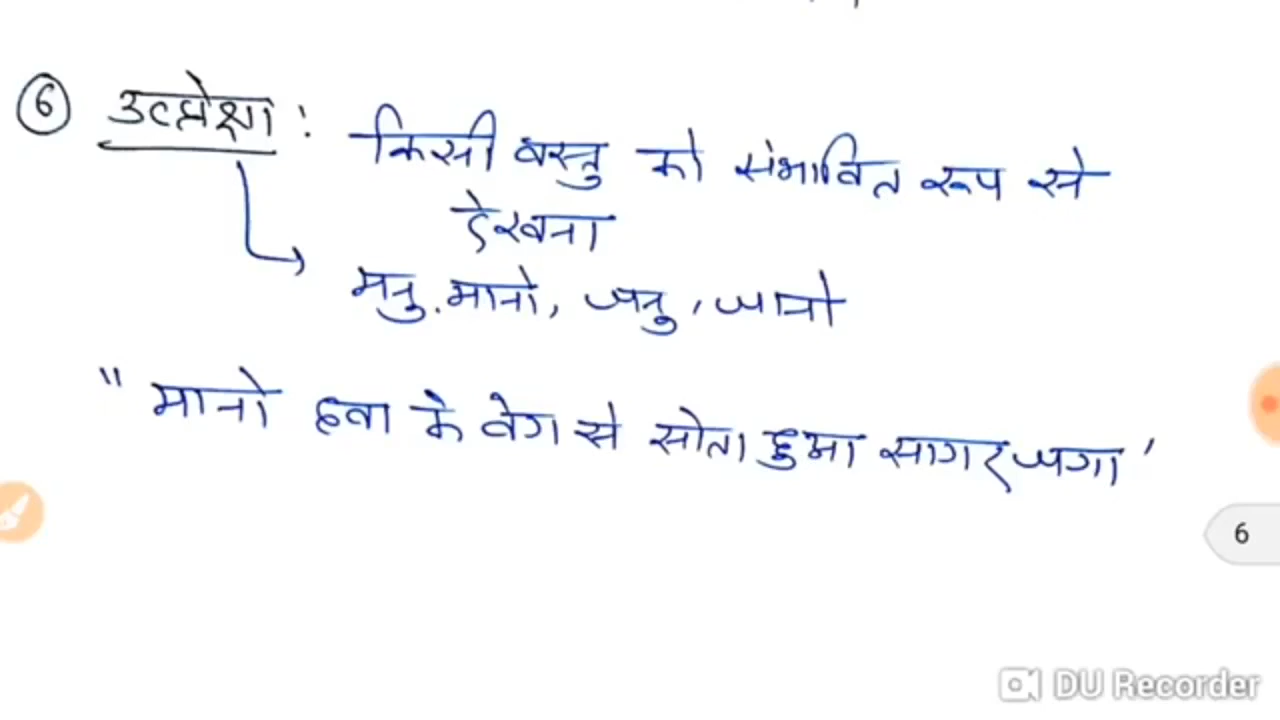 6 उत्प्रेक्षा : किसी वस्तु को संभावित रूप से
देखना
मनु, मानो, जनु, जानो
" मानो हवा के वेग से सोता हुआ सागर जगा '
6
DU Recorder